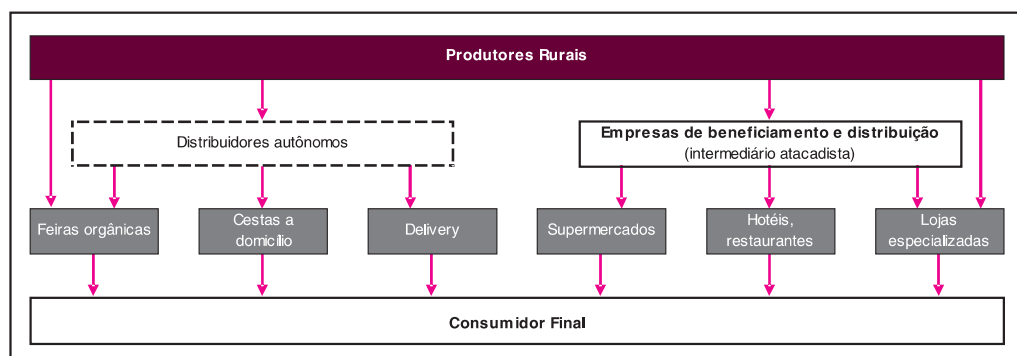 Produtores Rurais
Distribuidores autônomos
Empresas de beneficiamento e distribuição
(intermediário atacadista)
Feiras orgânicas
Cestas a
domicílio
Delivery
Supermercados
Hotéis,
restaurantes
Lojas
especializadas
Consumidor Final